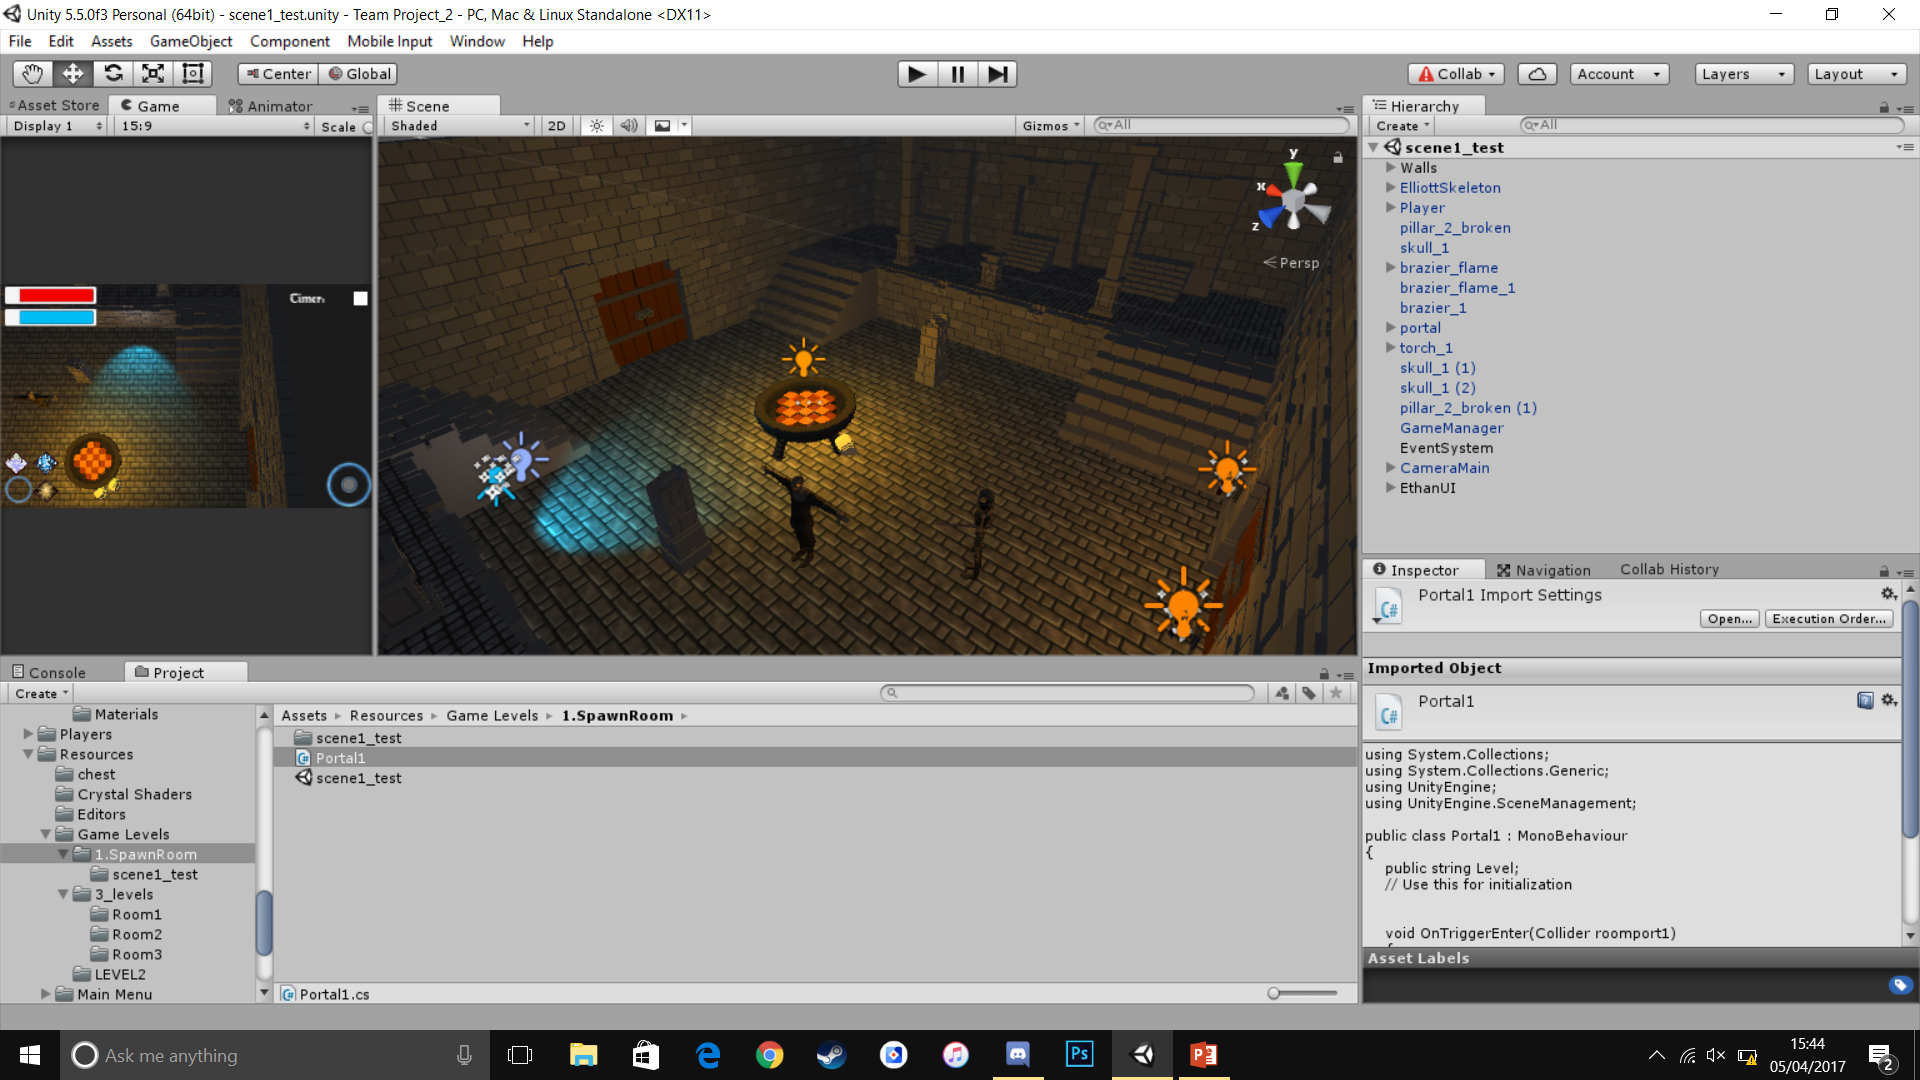 Unity 5.5.0f3 Personal (64bit) - scene1_test.unity - Team Project_2 - PC, Mac & Linux Standalone <DX11>
File Edit Assets GameObject Component Mobile Input Window Help
Center Global Collab Account Layers Layout
Asset Store Game Animator
Display 1 15:9 Scale
Timer:
Scene
Shaded 2D Gizmos All
y
x
z
Persp
Hierarchy
Create All
scene1_test
Walls
ElliottSkeleton
Player
pillar_2_broken
skull_1
brazier_flame
brazier_flame_1
brazier_1
portal
torch_1
skull_1 (1)
skull_1 (2)
pillar_2_broken (1)
GameManager
EventSystem
CameraMain
EthanUI
Inspector Navigation Collab History
Portal1 Import Settings
Open... Execution Order...
Imported Object
Portal1
using System.Collections;
using System.Collections.Generic;
using UnityEngine;
using UnityEngine.SceneManagement;
public class Portal1 : MonoBehaviour
{
public string Level;
// Use this for initialization
void OnTriggerEnter(Collider roomport1)
Asset Labels
Console Project
Create
Materials
Players
Resources
chest
Crystal Shaders
Editors
Game Levels
1.SpawnRoom
scene1_test
3_levels
Room1
Room2
Room3
LEVEL2
Main Menu
Assets Resources Game Levels 1.SpawnRoom
scene1_test
Portal1
scene1_test
Portal1.cs
Ask me anything
Ps
15:44
05/04/2017
2